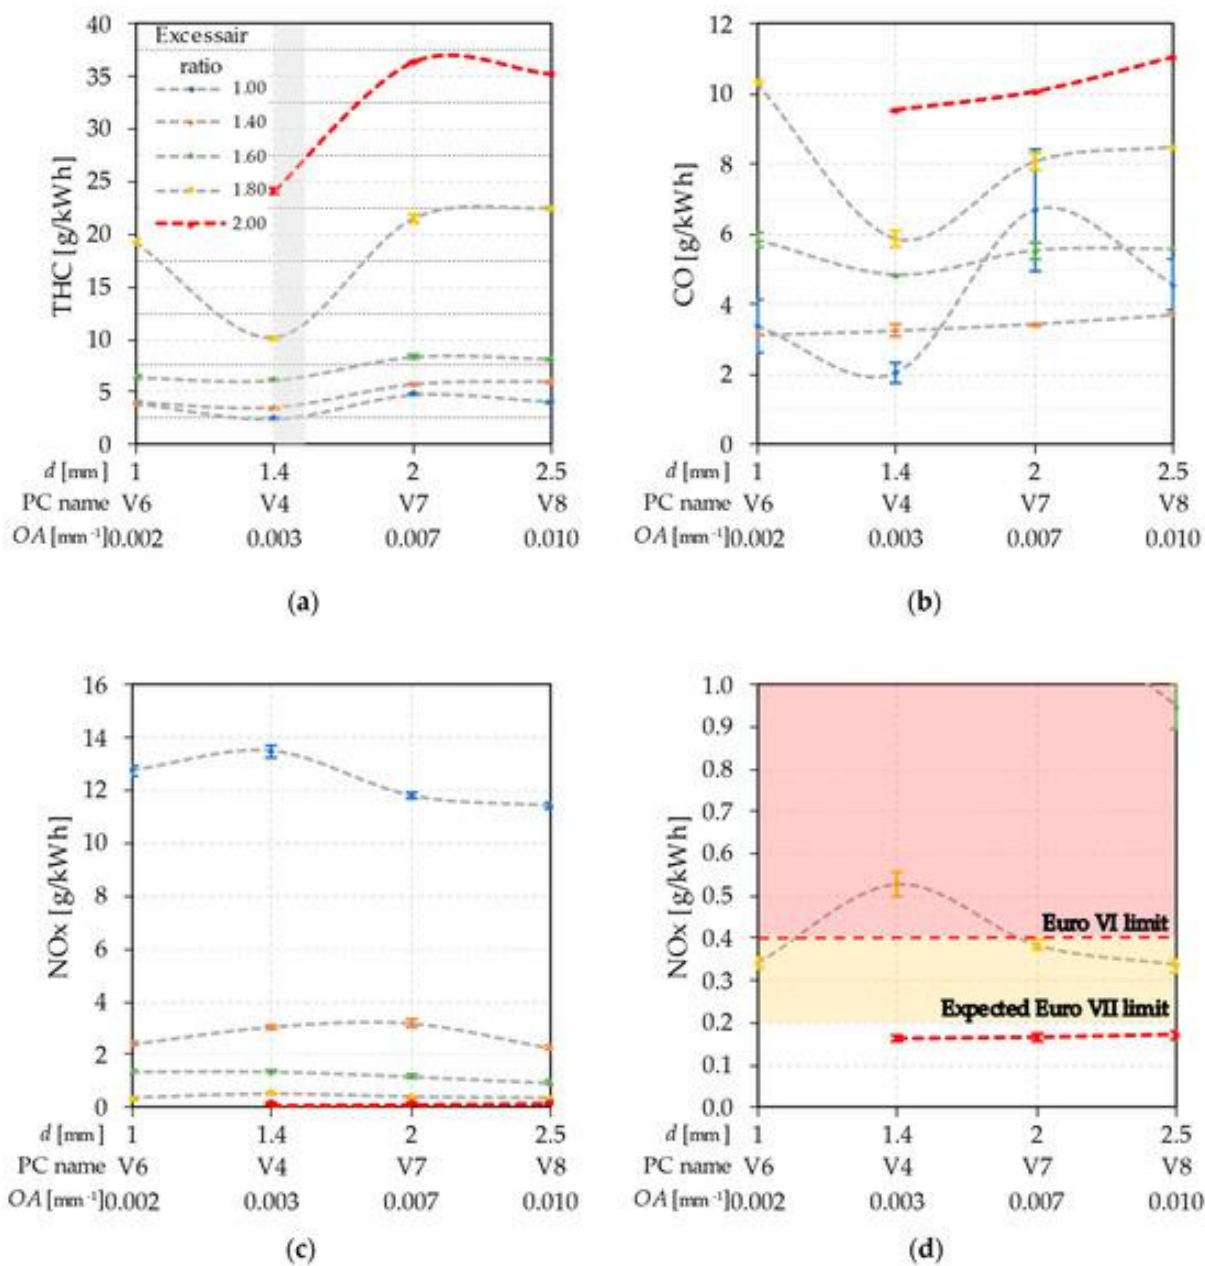 40
35
30
25
20
15
10
5
0
THC [g/kWh]
Excessair
ratio
1.00
1.40
1.60
1.80
2.00
d [mm] 1 1.4 2 2.5
PC name V6 V4 V7 V8
OA [mm⁻¹] 0.002 0.003 0.007 0.010
(a)
12
10
8
6
4
2
0
CO [g/kWh]
d [mm] 1 1.4 2 2.5
PC name V6 V4 V7 V8
OA [mm⁻¹] 0.002 0.003 0.007 0.010
(b)
16
14
12
10
8
6
4
2
0
NOx [g/kWh]
d [mm] 1 1.4 2 2.5
PC name V6 V4 V7 V8
OA [mm⁻¹] 0.002 0.003 0.007 0.010
(c)
1.0
0.9
0.8
0.7
0.6
0.5
0.4
0.3
0.2
0.1
0.0
NOx [g/kWh]
Euro VI limit
Expected Euro VII limit
d [mm] 1 1.4 2 2.5
PC name V6 V4 V7 V8
OA [mm⁻¹] 0.002 0.003 0.007 0.010
(d)